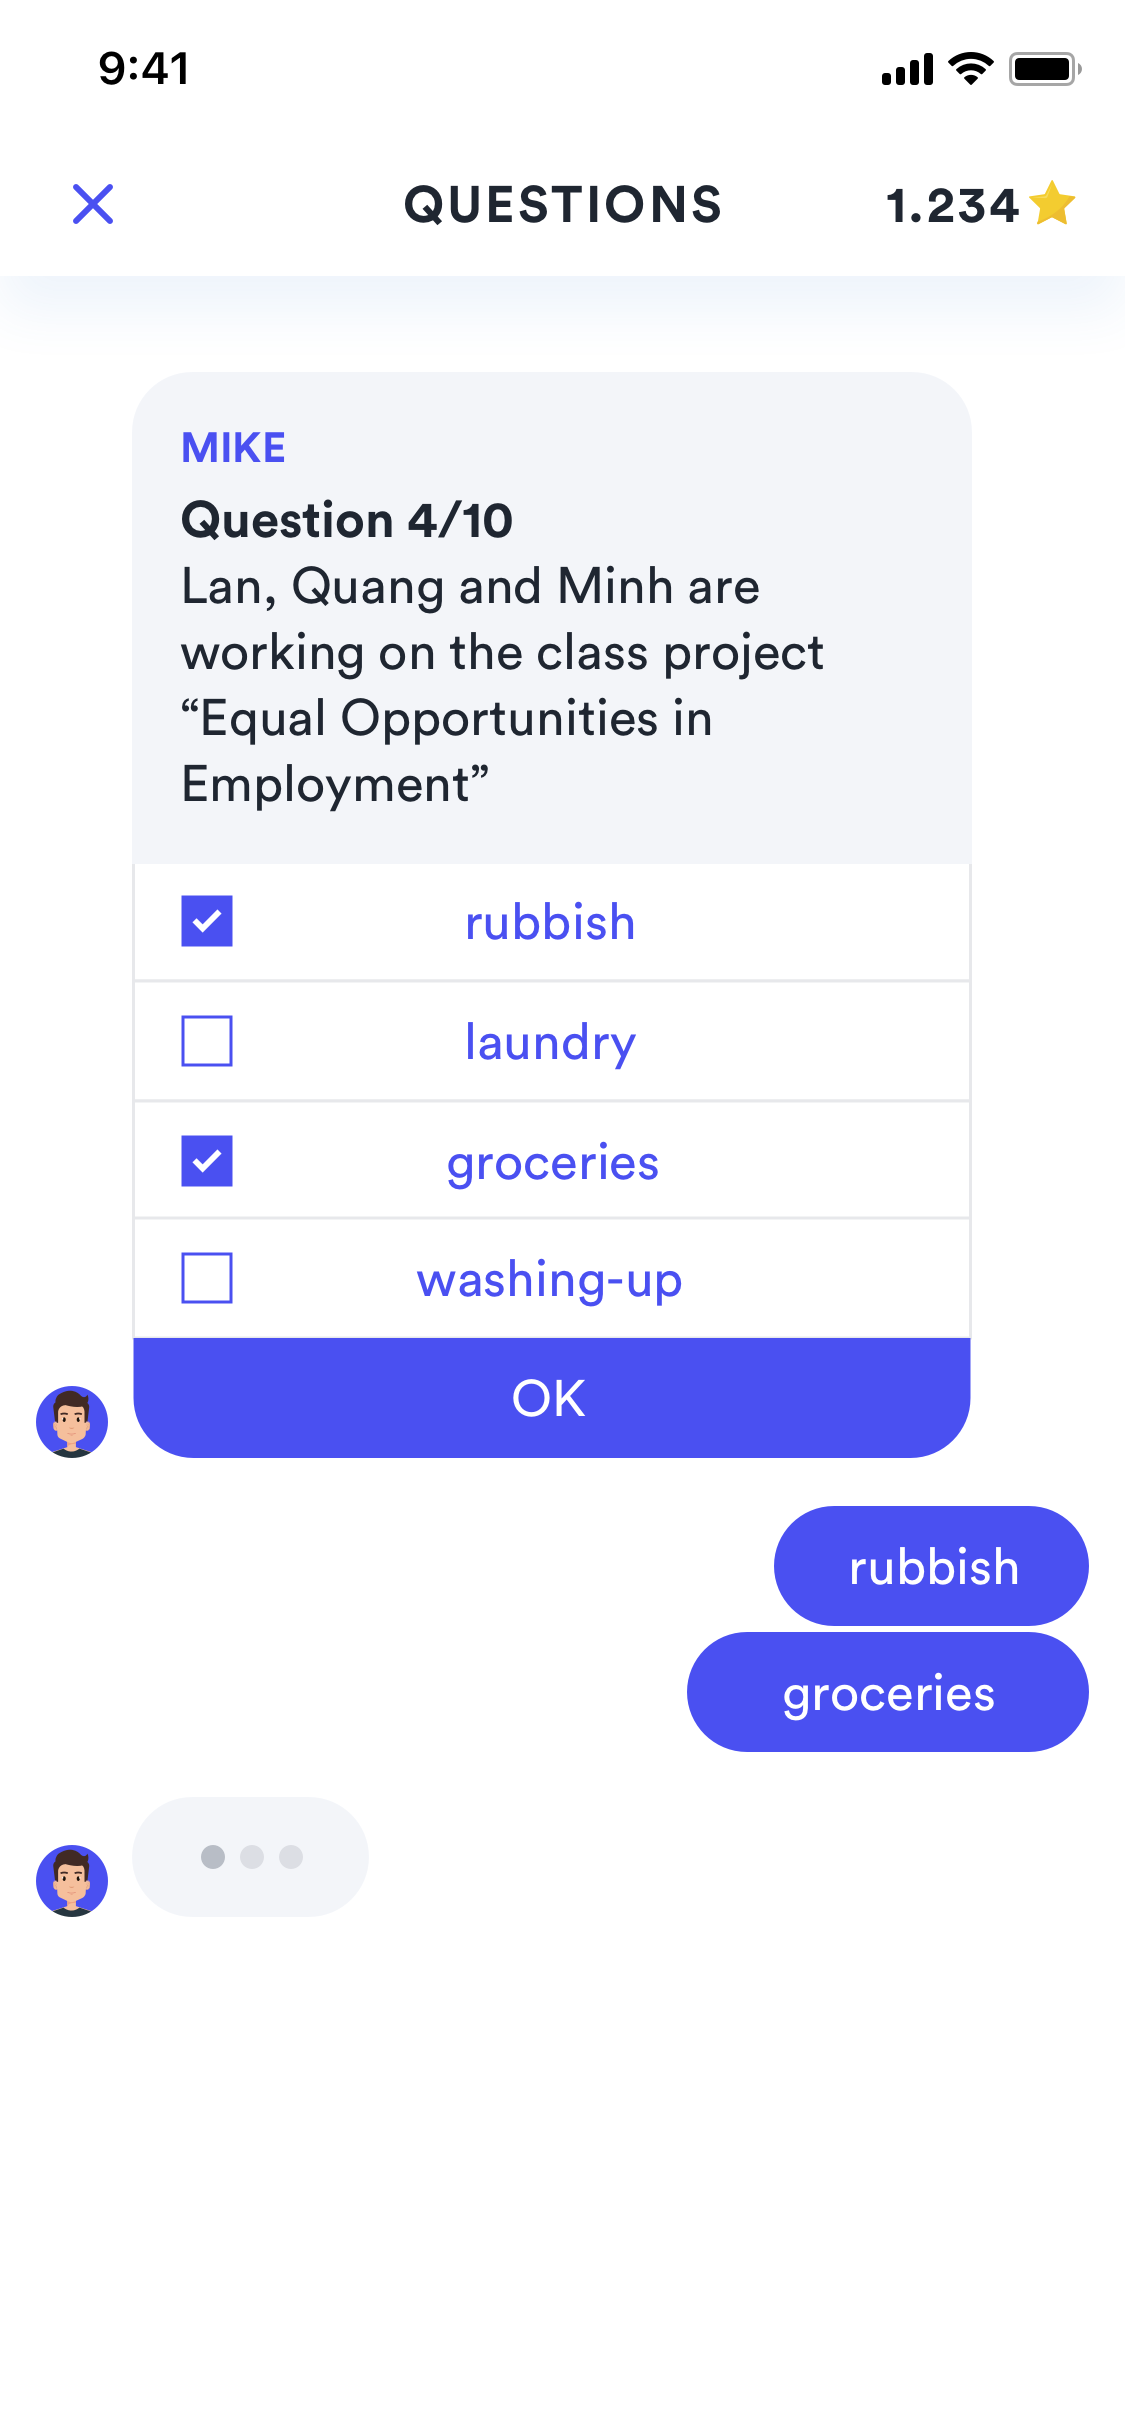 9:41
QUESTIONS
1.234
MIKE
Question 4/10
Lan, Quang and Minh are
working on the class project
“Equal Opportunities in
Employment”
rubbish
laundry
groceries
washing-up
OK
rubbish
groceries